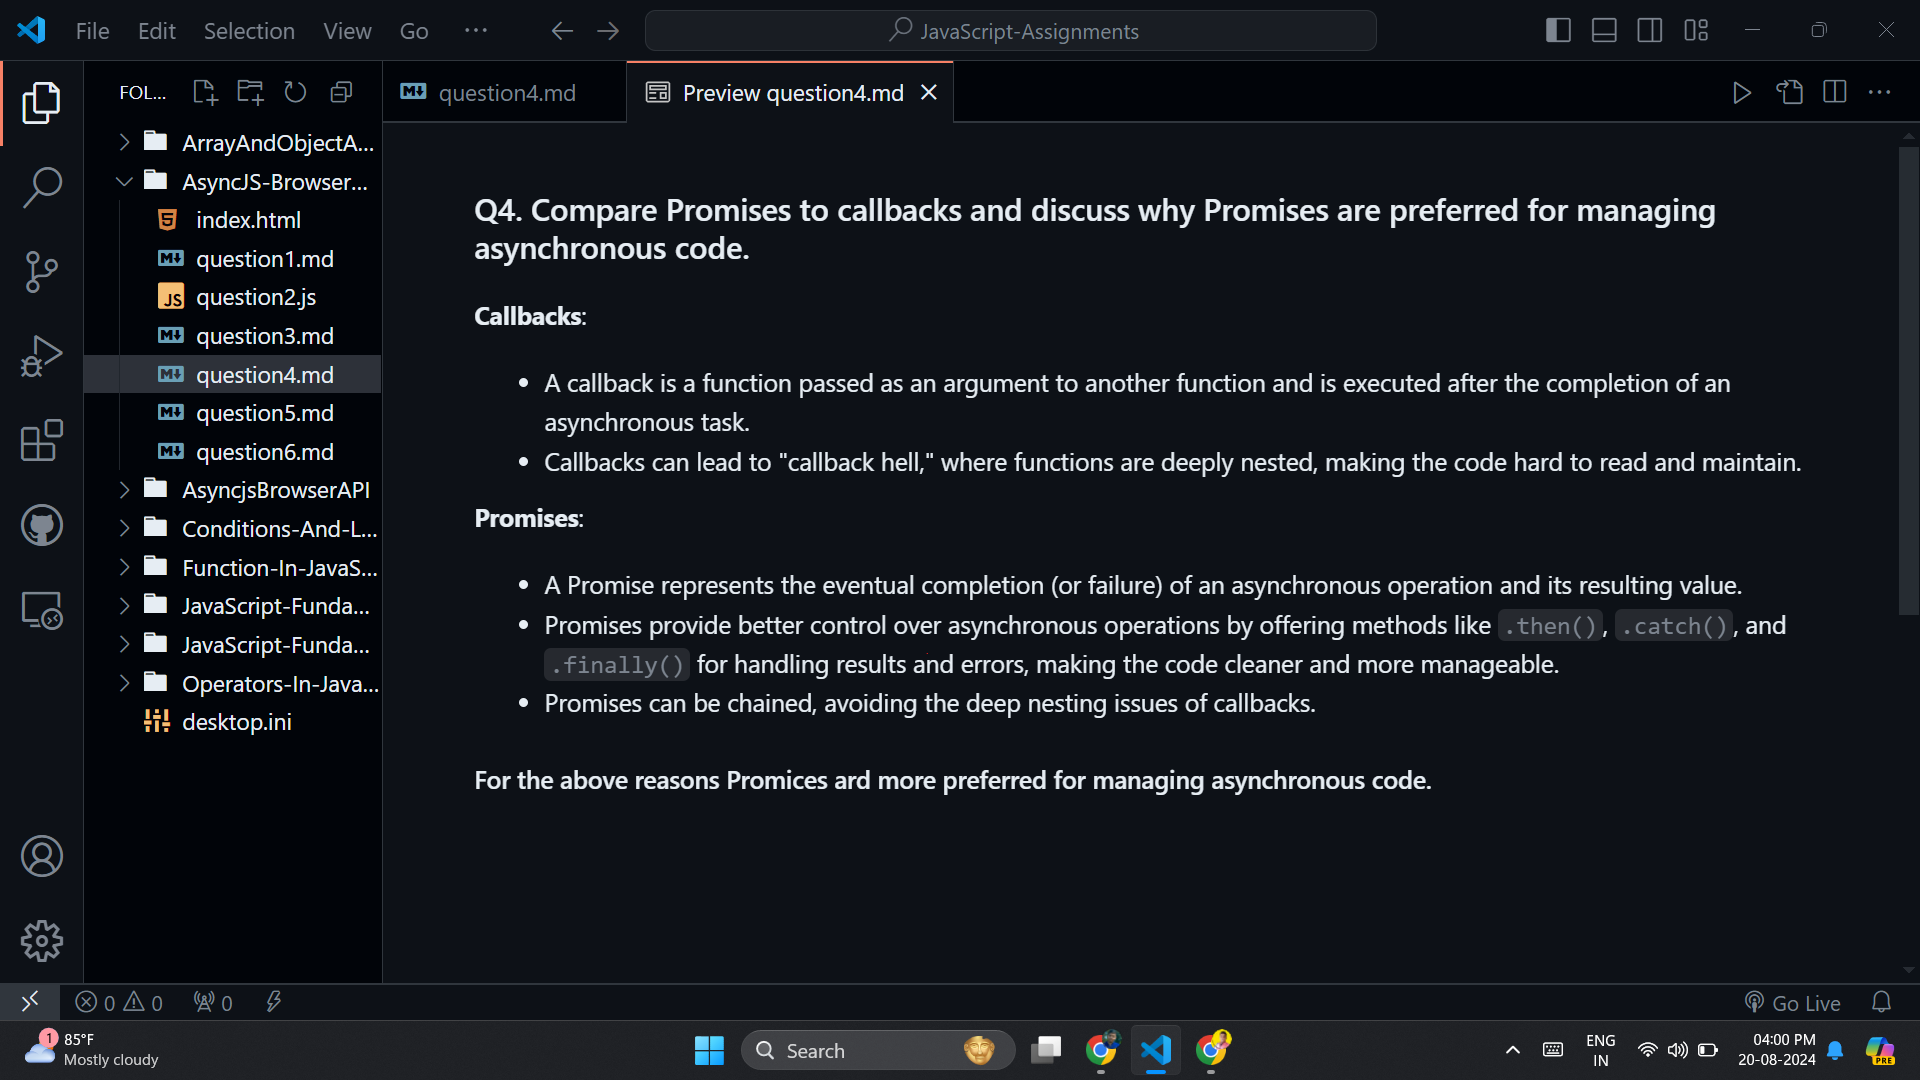 File Edit Selection View Go ···
JavaScript-Assignments
FOL...
question4.md
Preview question4.md
ArrayAndObjectA...
AsyncJS-Browser...
index.html
question1.md
question2.js
question3.md
question4.md
question5.md
question6.md
AsyncjsBrowserAPI
Conditions-And-L...
Function-In-JavaS...
JavaScript-Funda...
JavaScript-Funda...
Operators-In-Java...
desktop.ini
Q4. Compare Promises to callbacks and discuss why Promises are preferred for managing
asynchronous code.
Callbacks:
• A callback is a function passed as an argument to another function and is executed after the completion of an
asynchronous task.
• Callbacks can lead to "callback hell," where functions are deeply nested, making the code hard to read and maintain.
Promises:
• A Promise represents the eventual completion (or failure) of an asynchronous operation and its resulting value.
• Promises provide better control over asynchronous operations by offering methods like .then(), .catch(), and
.finally() for handling results and errors, making the code cleaner and more manageable.
• Promises can be chained, avoiding the deep nesting issues of callbacks.
For the above reasons Promices ard more preferred for managing asynchronous code.
0 0 0
Go Live
1
85°F
Mostly cloudy
Search
ENG
IN
04:00 PM
20-08-2024
PRE